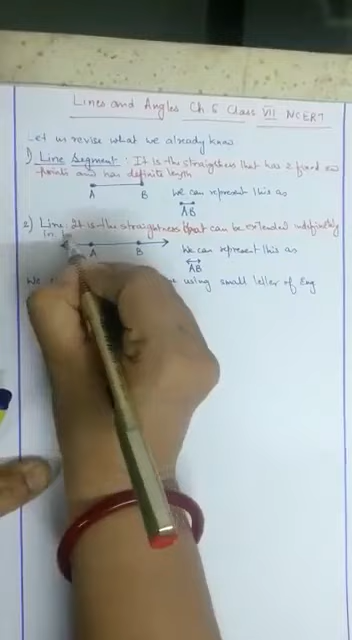 Lines and Angles Ch 5 Class VII NCERT
Let us revise what we already know
1) Line Segment : It is the straightness that has 2 fixed end
points and has definite length
A B We can represent this as
AB
2) Line : It is the straightness that can be extended indefinitely
in
A B We can represent this as
AB
We using small letter of Eng